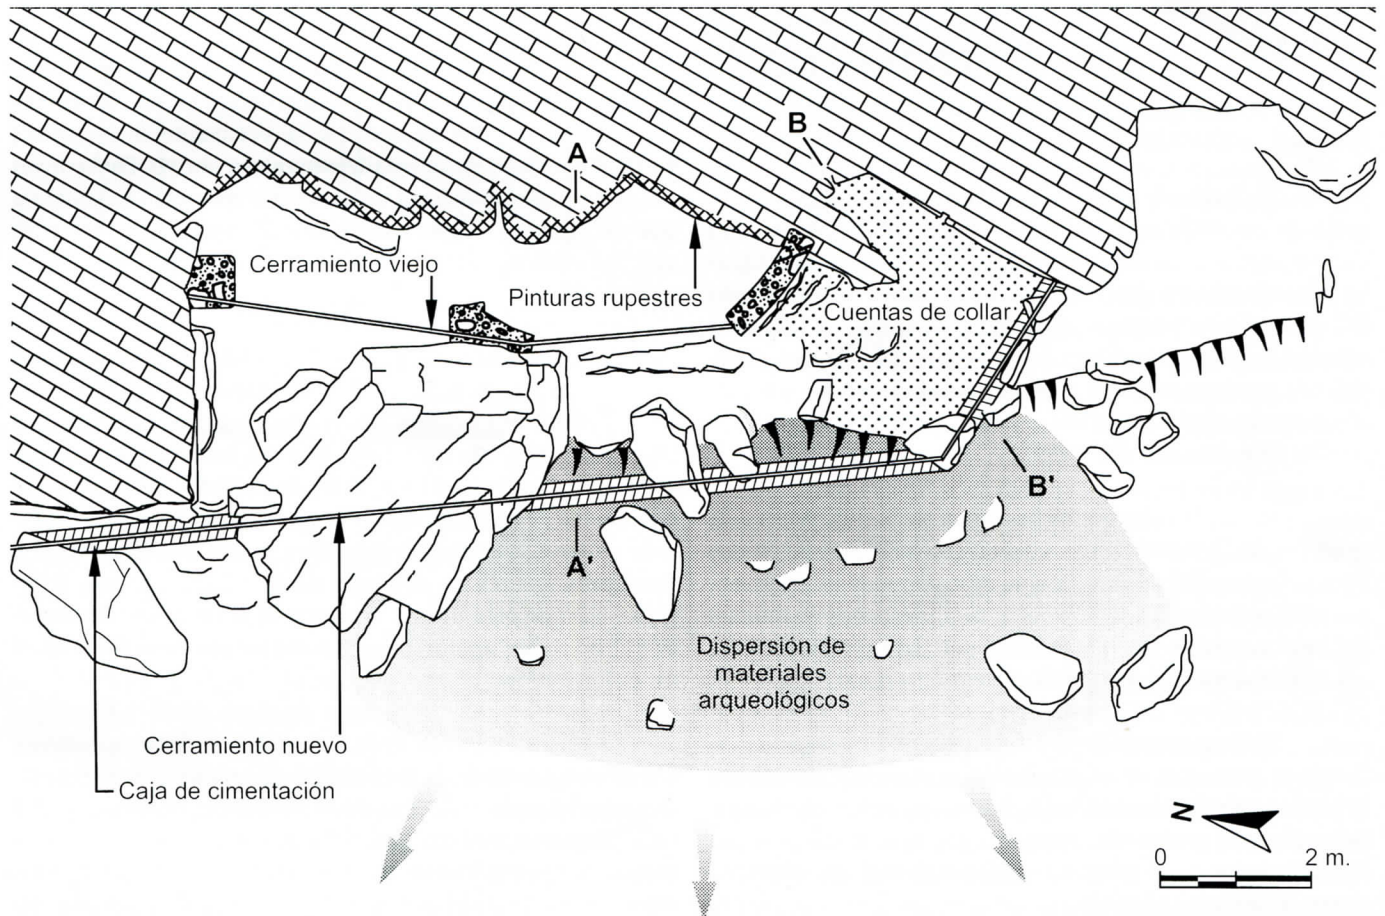 B
A
Cerramiento viejo
Pinturas rupestres
Cuentas de collar
B'
A'
Dispersión de
materiales
arqueológicos
Cerramiento nuevo
Caja de cimentación
N
0 2 m.